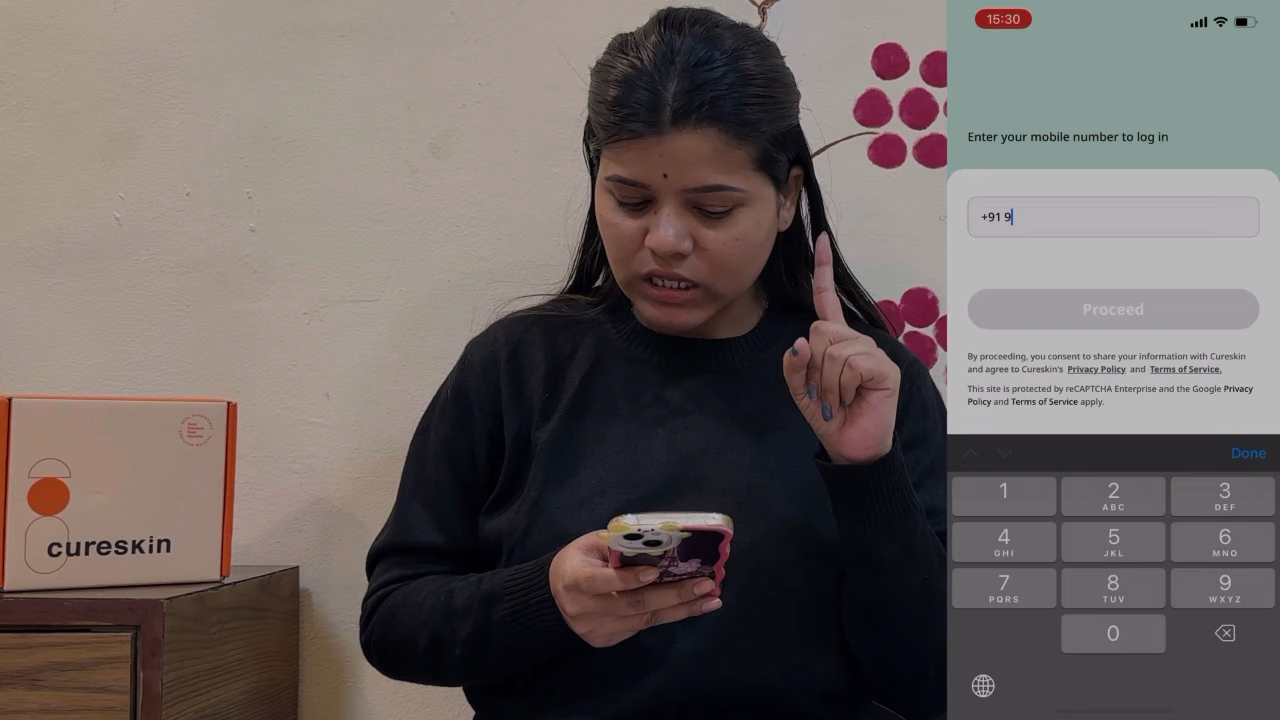 cureskin
15:30
Enter your mobile number to log in
+91 9
Proceed
By proceeding, you consent to share your information with Cureskin
and agree to Cureskin's Privacy Policy and Terms of Service.
This site is protected by reCAPTCHA Enterprise and the Google Privacy
Policy and Terms of Service apply.
Done
1
2
ABC
3
DEF
4
GHI
5
JKL
6
MNO
7
PQRS
8
TUV
9
WXYZ
0